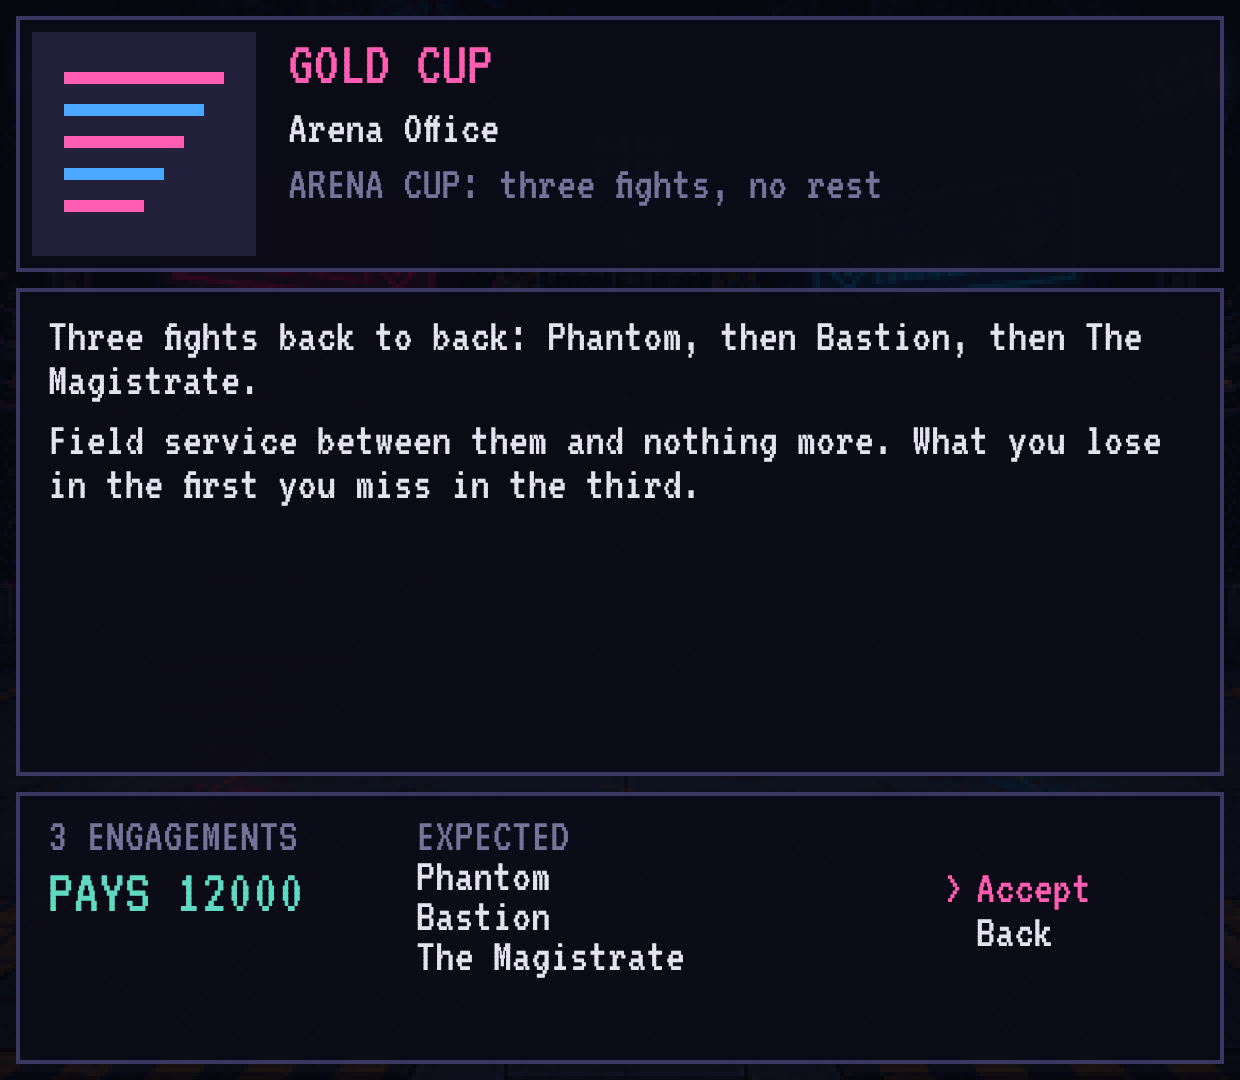 GOLD CUP
Arena Office
ARENA CUP: three fights, no rest
Three fights back to back: Phantom, then Bastion, then The
Magistrate.
Field service between them and nothing more. What you lose
in the first you miss in the third.
3 ENGAGEMENTS
PAYS 12000
EXPECTED
Phantom
Bastion
The Magistrate
> Accept
Back